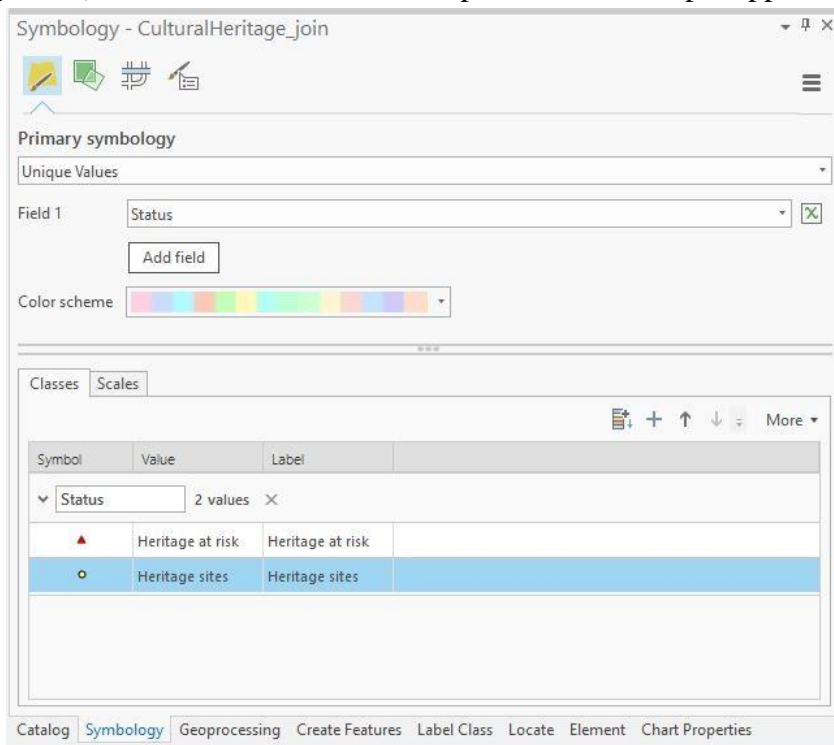 Symbology - CulturalHeritage_join
Primary symbology
Unique Values
Field 1 Status
Add field
Color scheme
Classes Scales
More
Symbol Value Label
Status 2 values
Heritage at risk Heritage at risk
Heritage sites Heritage sites
Catalog Symbology Geoprocessing Create Features Label Class Locate Element Chart Properties